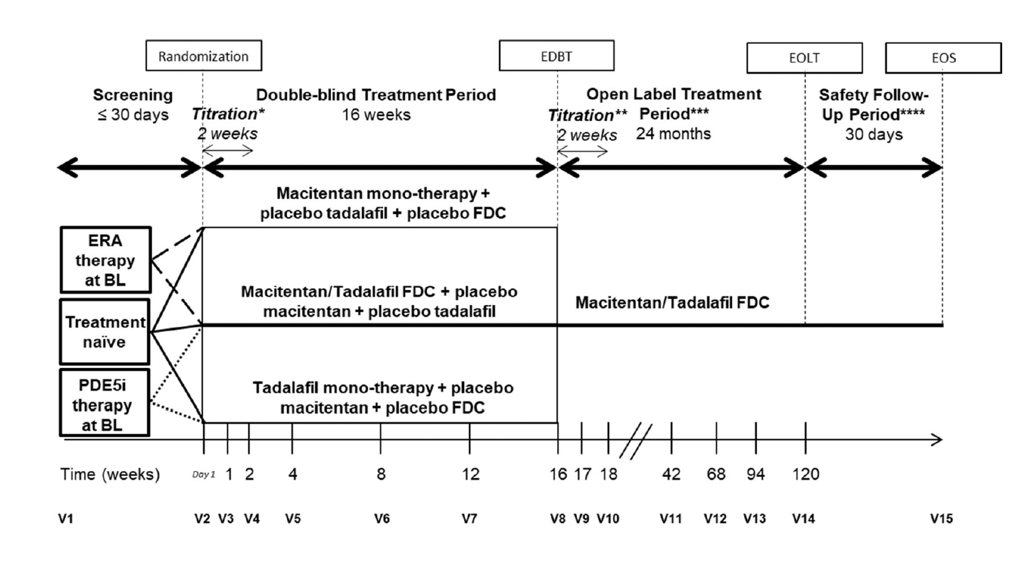 Randomization
EDBT
EOLT
EOS
Screening
≤ 30 days
Titration*
2 weeks
Double-blind Treatment Period
16 weeks
Titration**
2 weeks
Open Label Treatment
Period***
24 months
Safety Follow-
Up Period****
30 days
Macitentan mono-therapy +
placebo tadalafil + placebo FDC
ERA
therapy
at BL
Macitentan/Tadalafil FDC + placebo
macitentan + placebo tadalafil
Macitentan/Tadalafil FDC
Treatment
naïve
PDE5i
therapy
at BL
Tadalafil mono-therapy + placebo
macitentan + placebo FDC
Time (weeks) Day 1 1 2 4 8 12 16 17 18 42 68 94 120
V1 V2 V3 V4 V5 V6 V7 V8 V9 V10 V11 V12 V13 V14 V15